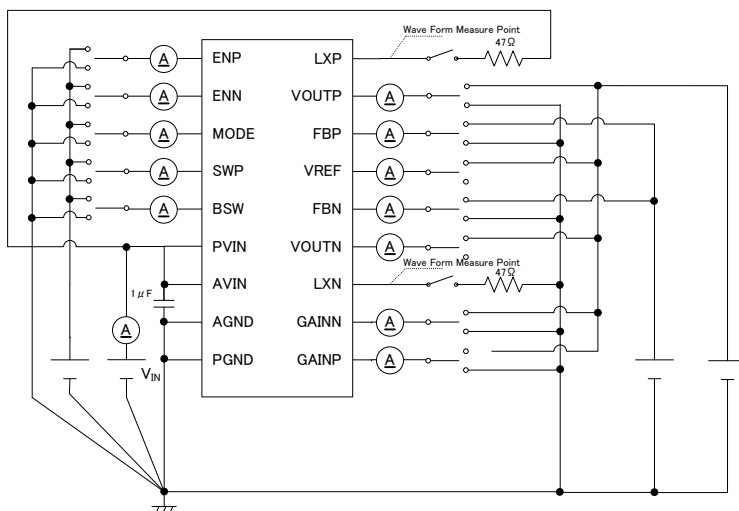 Wave Form Measure Point
47Ω
A ENP LXP
A ENN VOUTP A
A MODE FBP A
A SWP VREF A
A BSW FBN A
PVIN VOUTN A
Wave Form Measure Point
47Ω
1μF AVIN LXN
AGND GAINN A
A
PGND GAINP A
VIN